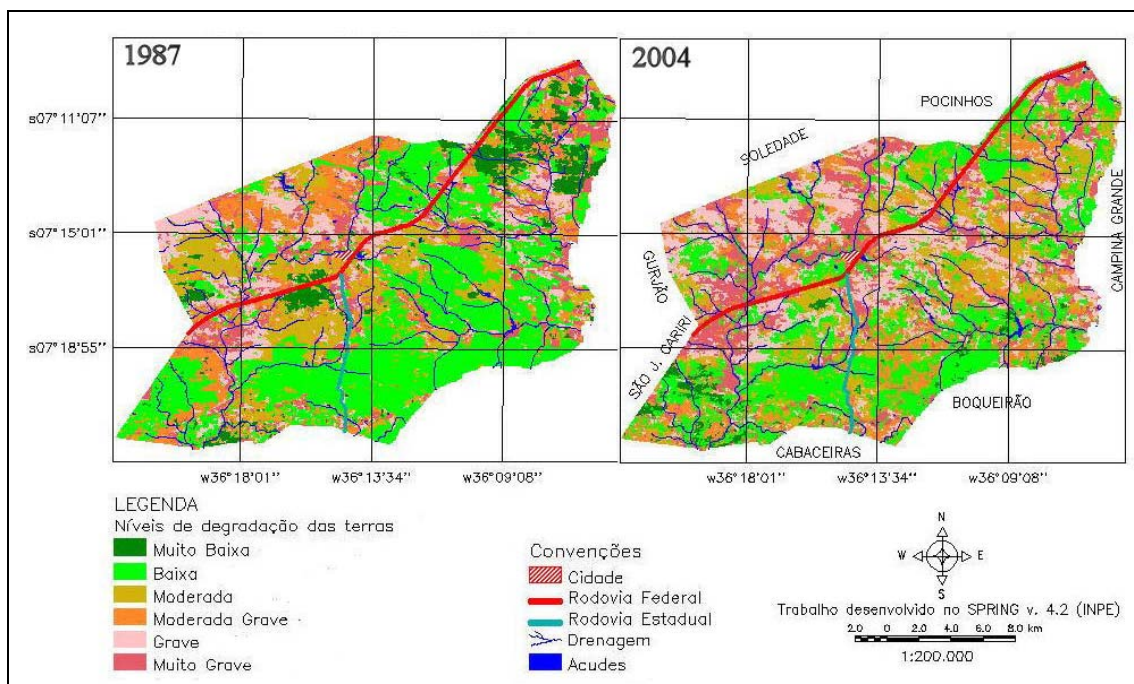 1987
2004
POCINHOS
SOLEDADE
CAMPINA GRANDE
GURJÃO
SÃO J. CARIRI
BOQUEIRÃO
CABACEIRAS
s07°11'07''
s07°15'01''
s07°18'55''
w36°18'01'' w36°13'34'' w36°09'08''
w36°18'01'' w36°13'34'' w36°09'08''
LEGENDA
Níveis de degradação das terras
Muito Baixa
Baixa
Moderada
Moderada Grave
Grave
Muito Grave
Convenções
Cidade
Rodovia Federal
Rodovia Estadual
Drenagem
Acudes
N
W E
S
Trabalho desenvolvido no SPRING v. 4.2 (INPE)
2.0 0 2.0 4.0 6.0 8.0 km
1:200.000